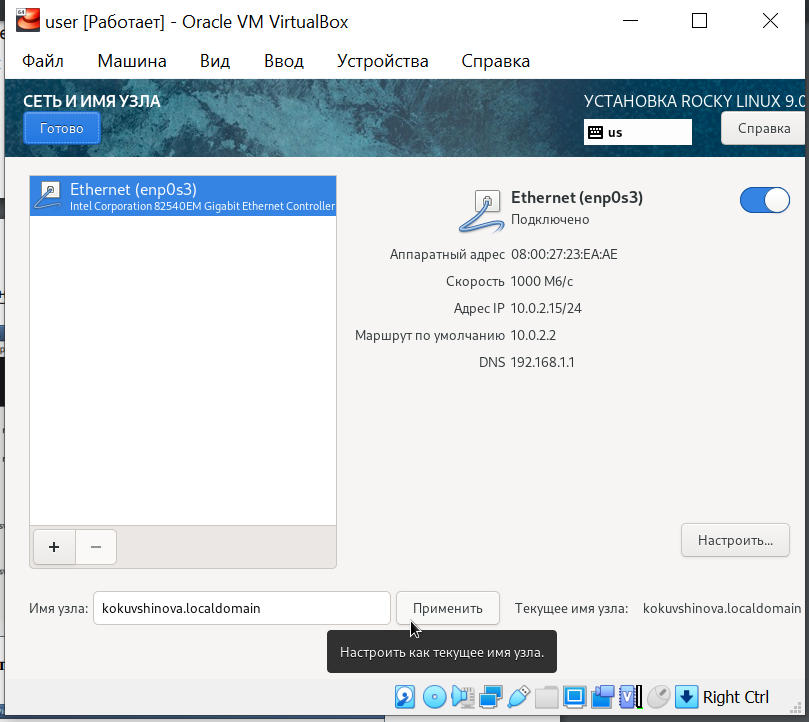 user [Работает] - Oracle VM VirtualBox
Файл Машина Вид Ввод Устройства Справка
СЕТЬ И ИМЯ УЗЛА
УСТАНОВКА ROCKY LINUX 9.0
Готово
us
Справка
Ethernet (enp0s3)
Intel Corporation 82540EM Gigabit Ethernet Controller
Ethernet (enp0s3)
Подключено
Аппаратный адрес 08:00:27:23:EA:AE
Скорость 1000 Мб/с
Адрес IP 10.0.2.15/24
Маршрут по умолчанию 10.0.2.2
DNS 192.168.1.1
+ −
Настроить...
Имя узла: kokuvshinova.localdomain Применить Текущее имя узла: kokuvshinova.localdomain
Настроить как текущее имя узла.
Right Ctrl